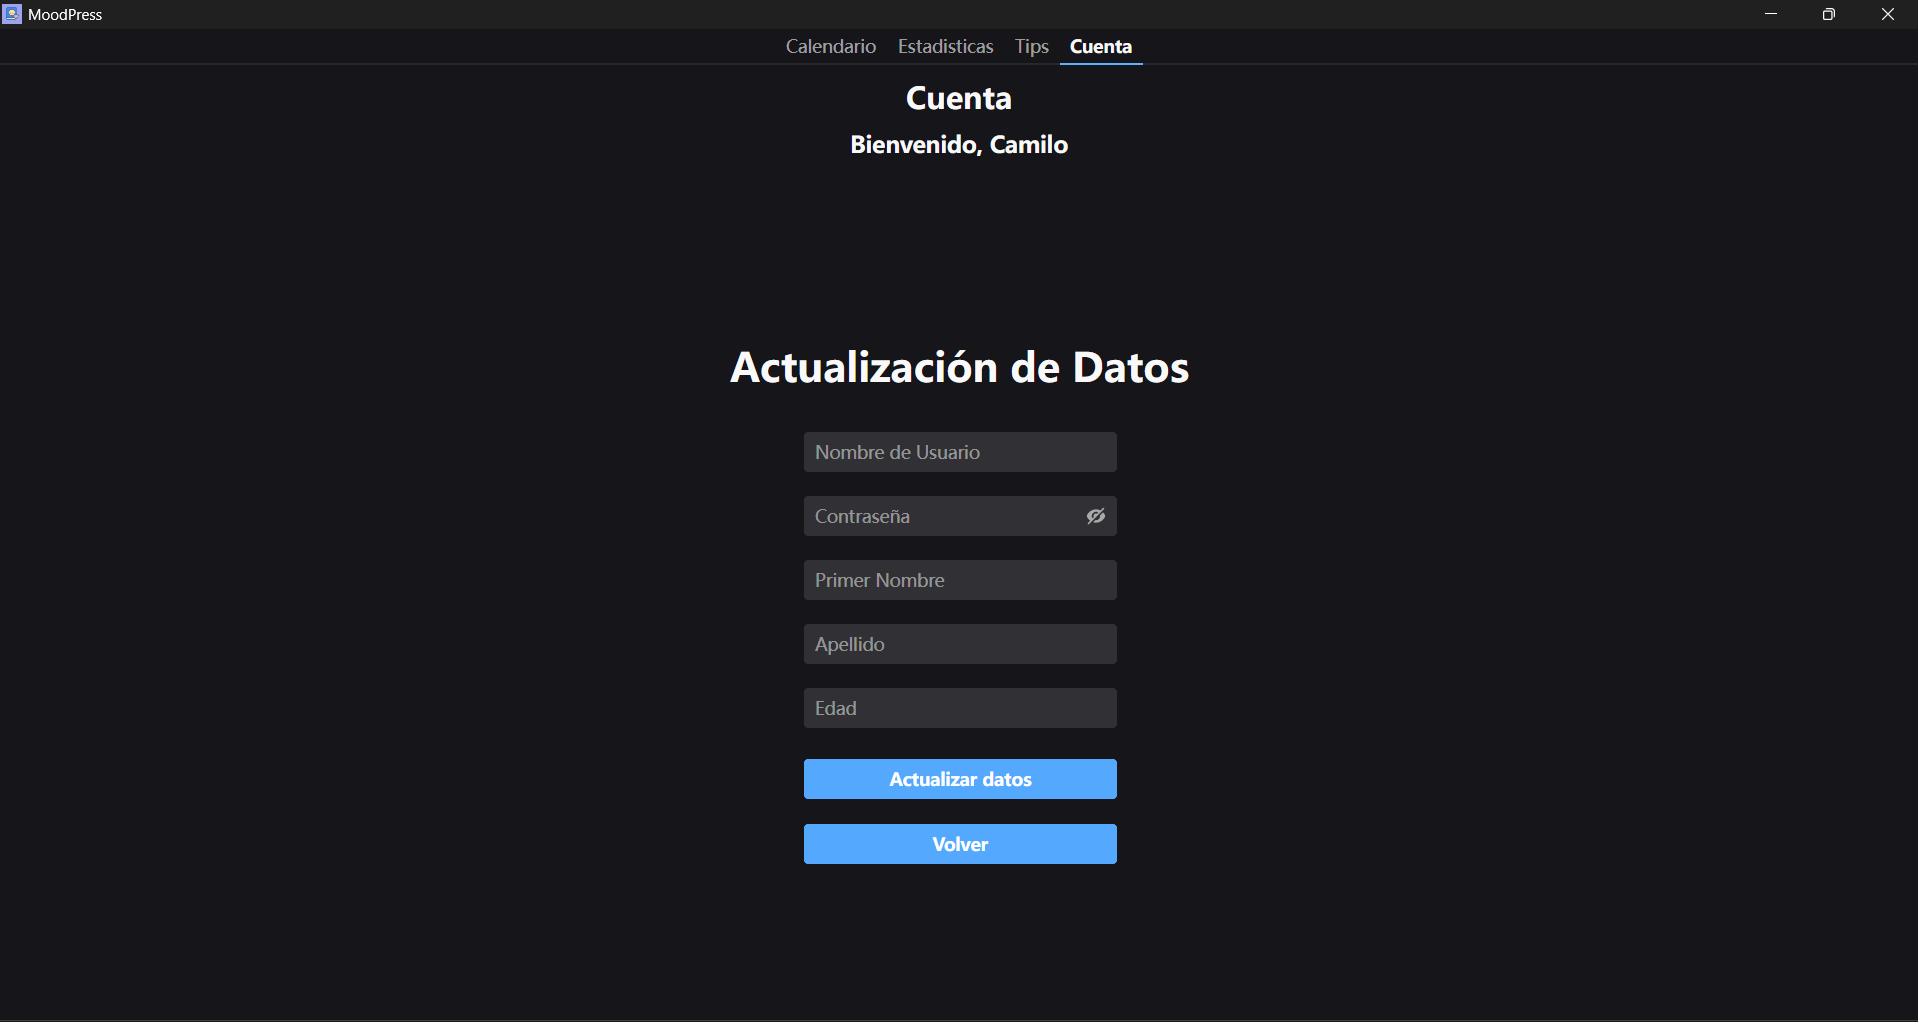 MoodPress
Calendario Estadisticas Tips Cuenta
Cuenta
Bienvenido, Camilo
Actualización de Datos
Nombre de Usuario
Contraseña
Primer Nombre
Apellido
Edad
Actualizar datos
Volver